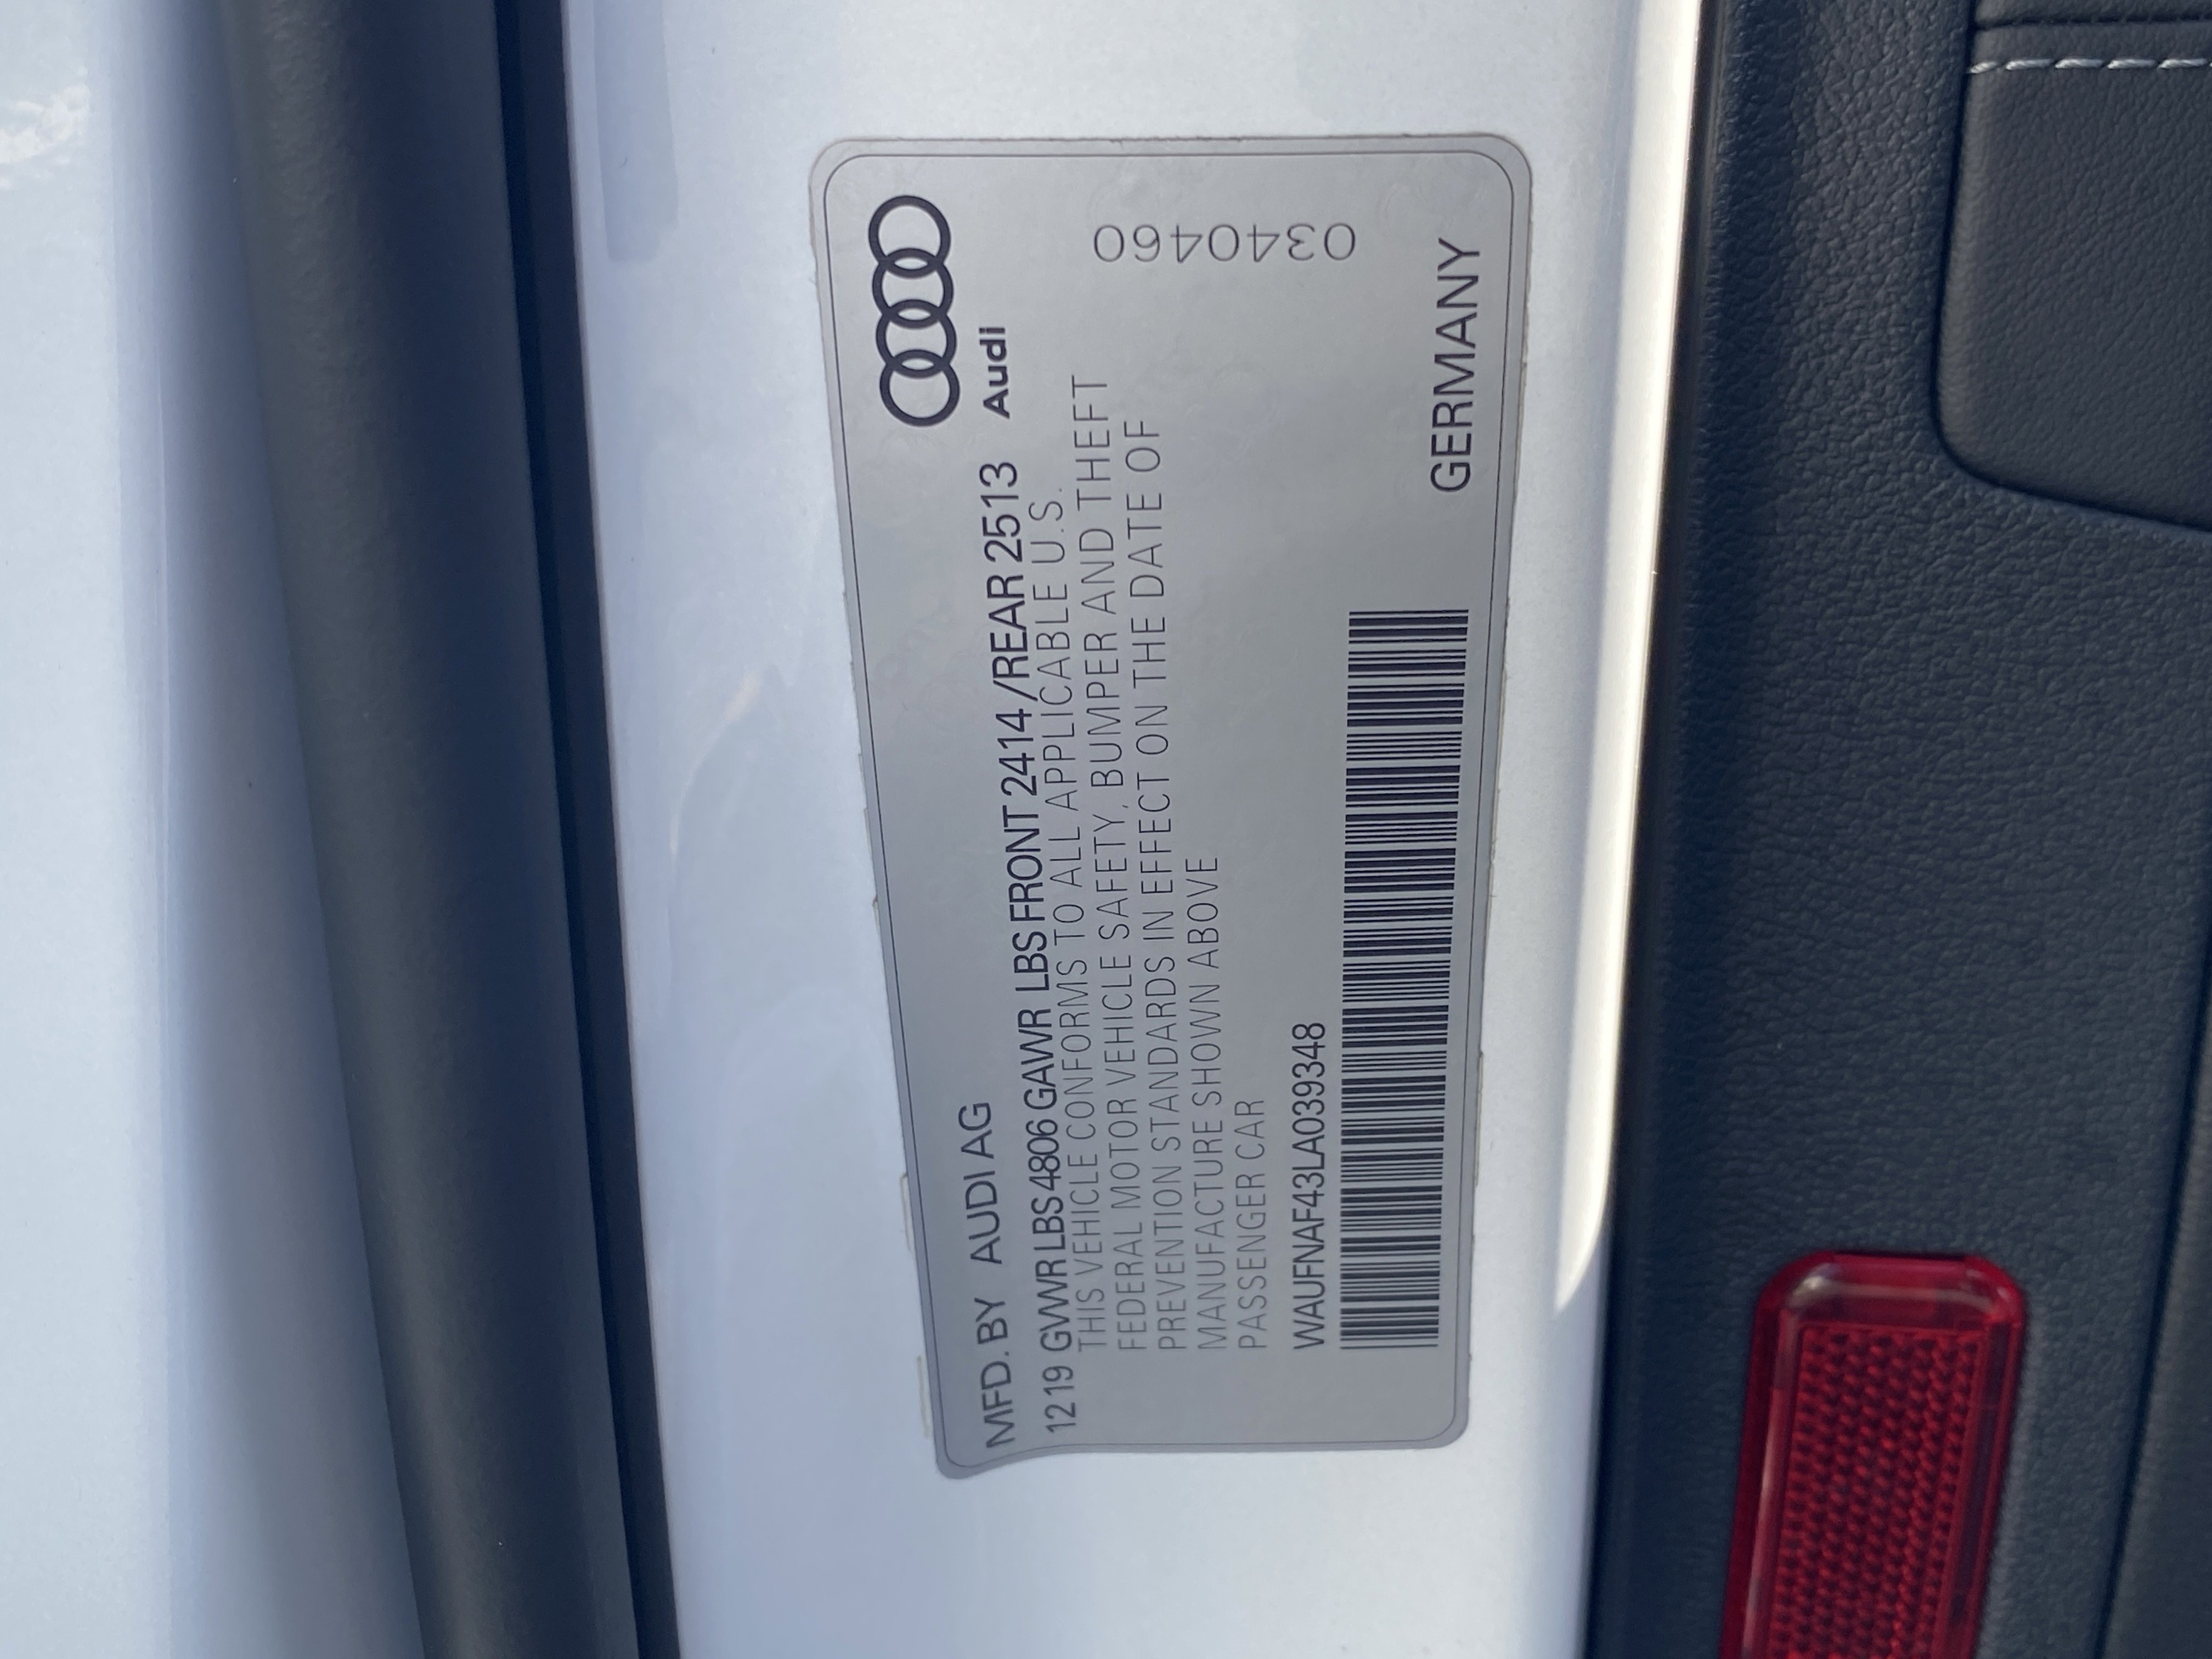 MFD. BY AUDI AG
Audi
12 19 GVWR LBS 4806 GAWR LBS FRONT 2414 /REAR 2513
THIS VEHICLE CONFORMS TO ALL APPLICABLE U.S.
FEDERAL MOTOR VEHICLE SAFETY, BUMPER AND THEFT
PREVENTION STANDARDS IN EFFECT ON THE DATE OF
MANUFACTURE SHOWN ABOVE
PASSENGER CAR
0340460
WAUFNAF43LA039348
GERMANY